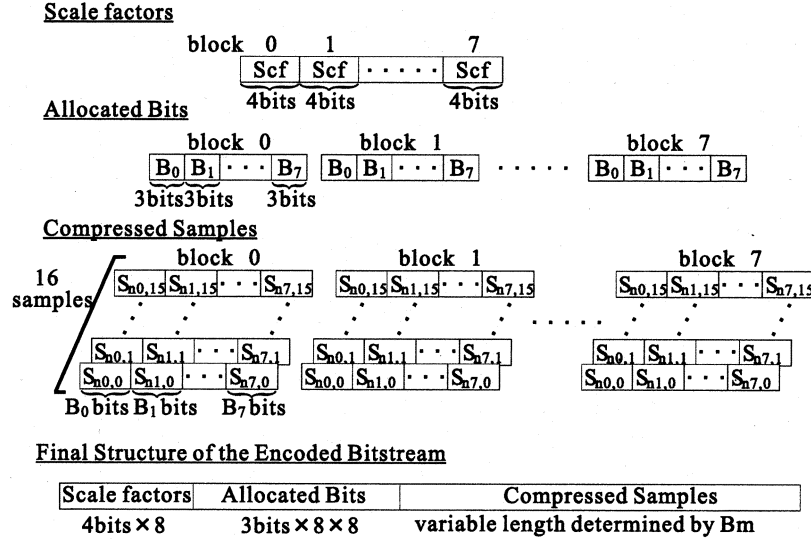 Scale factors
block 0 1 7
Scf Scf · · · · · Scf
4bits 4bits 4bits
Allocated Bits
block 0 block 1 block 7
B0 B1 · · · B7 B0 B1 · · · B7 · · · · · B0 B1 · · · B7
3bits3bits 3bits
Compressed Samples
block 0 block 1 block 7
16 samples
Sn0,15 Sn1,15 · · · Sn7,15 Sn0,15 Sn1,15 · · · Sn7,15 Sn0,15 Sn1,15 · · · Sn7,15
Sn0,1 Sn1,1 · · · Sn7,1 Sn0,1 Sn1,1 · · · Sn7,1 Sn0,1 Sn1,1 · · · Sn7,1
Sn0,0 Sn1,0 · · · Sn7,0 Sn0,0 Sn1,0 · · · Sn7,0 Sn0,0 Sn1,0 · · · Sn7,0
B0 bits B1 bits B7 bits
Final Structure of the Encoded Bitstream
Scale factors Allocated Bits Compressed Samples
4bits×8 3bits×8×8 variable length determined by Bm